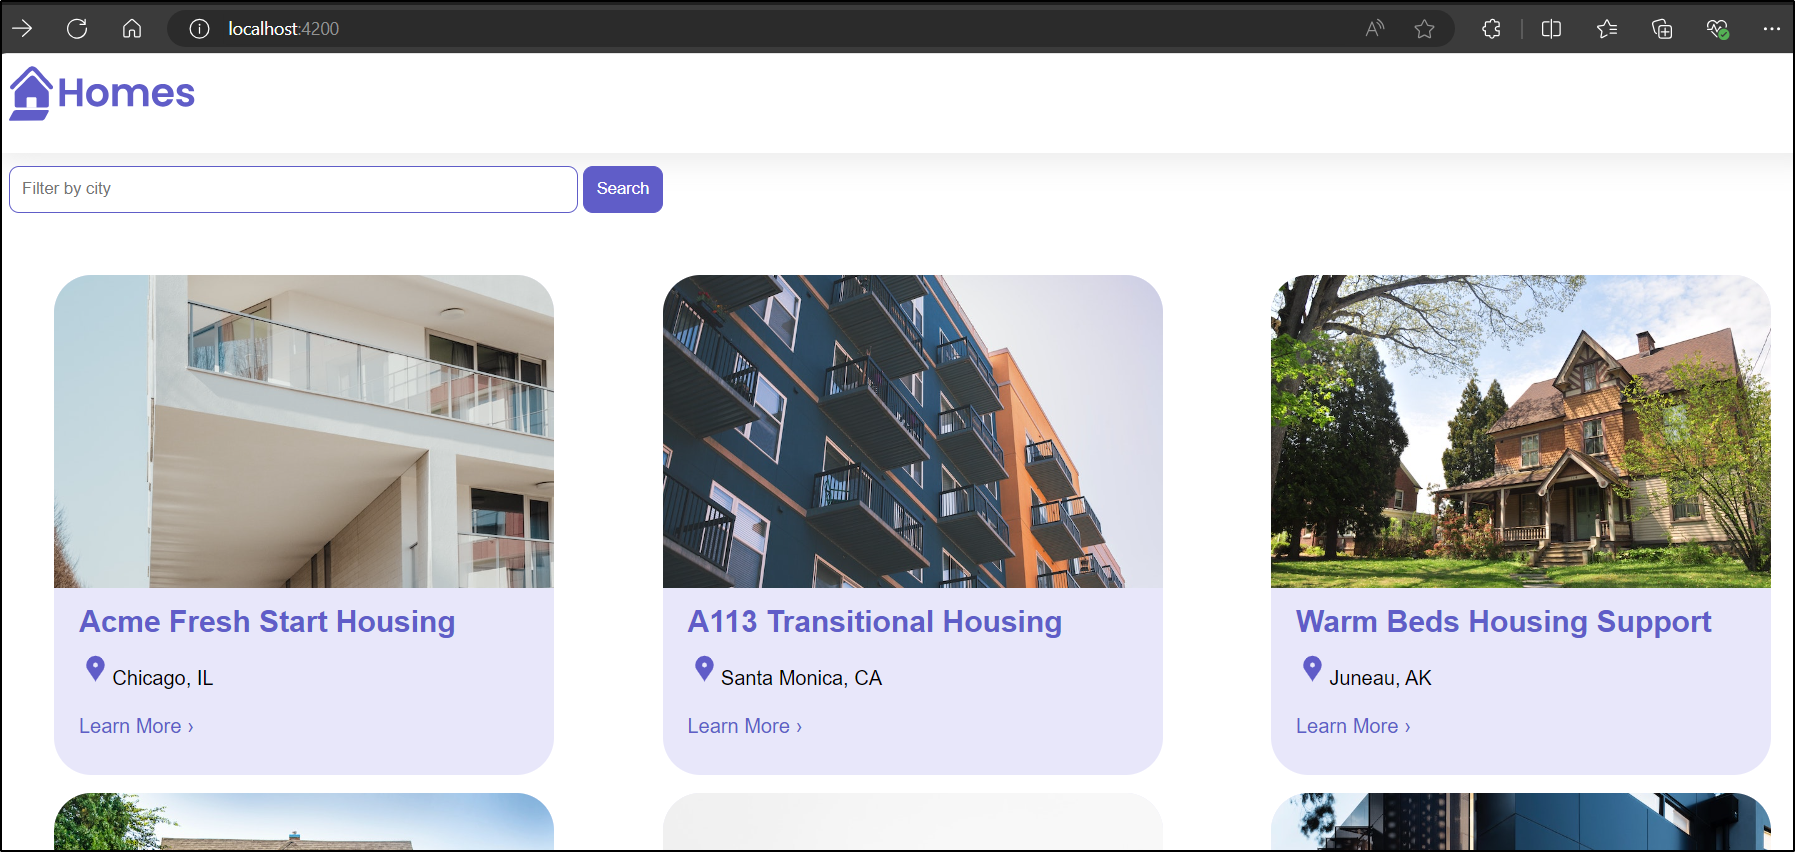 localhost:4200
Homes
Filter by city
Search
Acme Fresh Start Housing
Chicago, IL
Learn More ›
A113 Transitional Housing
Santa Monica, CA
Learn More ›
Warm Beds Housing Support
Juneau, AK
Learn More ›